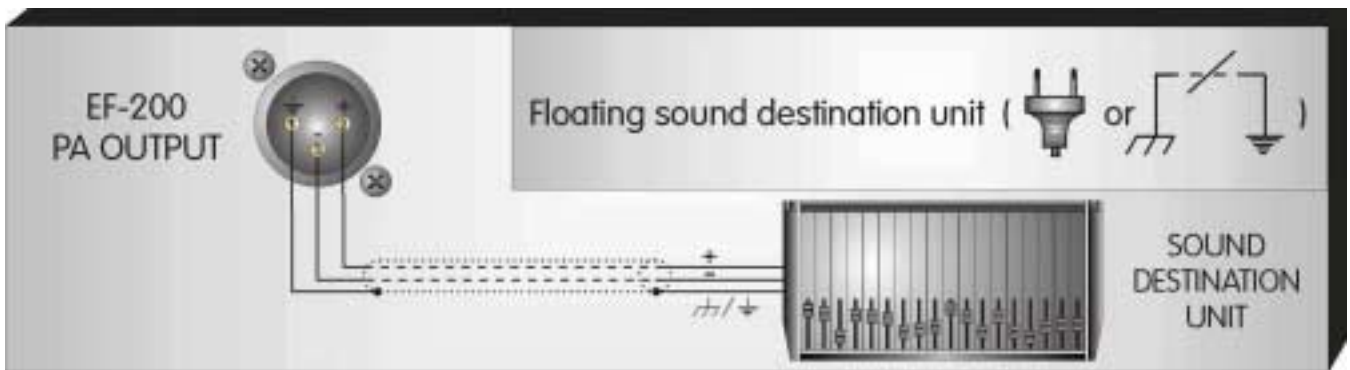 EF-200
PA OUTPUT
Floating sound destination unit ( or )
+
-
+
-
/
SOUND
DESTINATION
UNIT